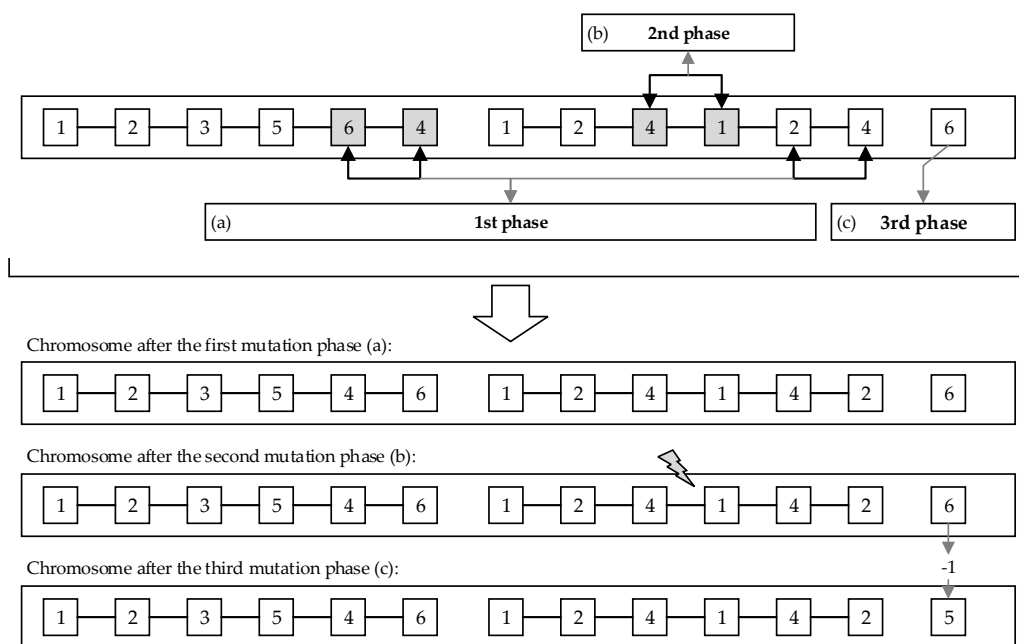 (b) 2nd phase
1 2 3 5 6 4 1 2 4 1 2 4 6
(a) 1st phase (c) 3rd phase
Chromosome after the first mutation phase (a):
1 2 3 5 4 6 1 2 4 1 4 2 6
Chromosome after the second mutation phase (b):
1 2 3 5 4 6 1 2 4 1 4 2 6
Chromosome after the third mutation phase (c): -1
1 2 3 5 4 6 1 2 4 1 4 2 5